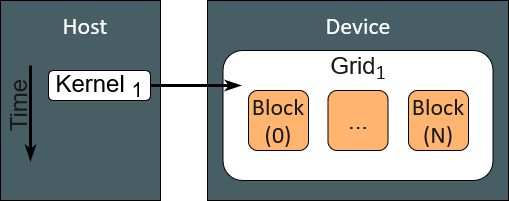 Host
Device
Time
Kernel 1
Grid1
Block
(0)
...
Block
(N)